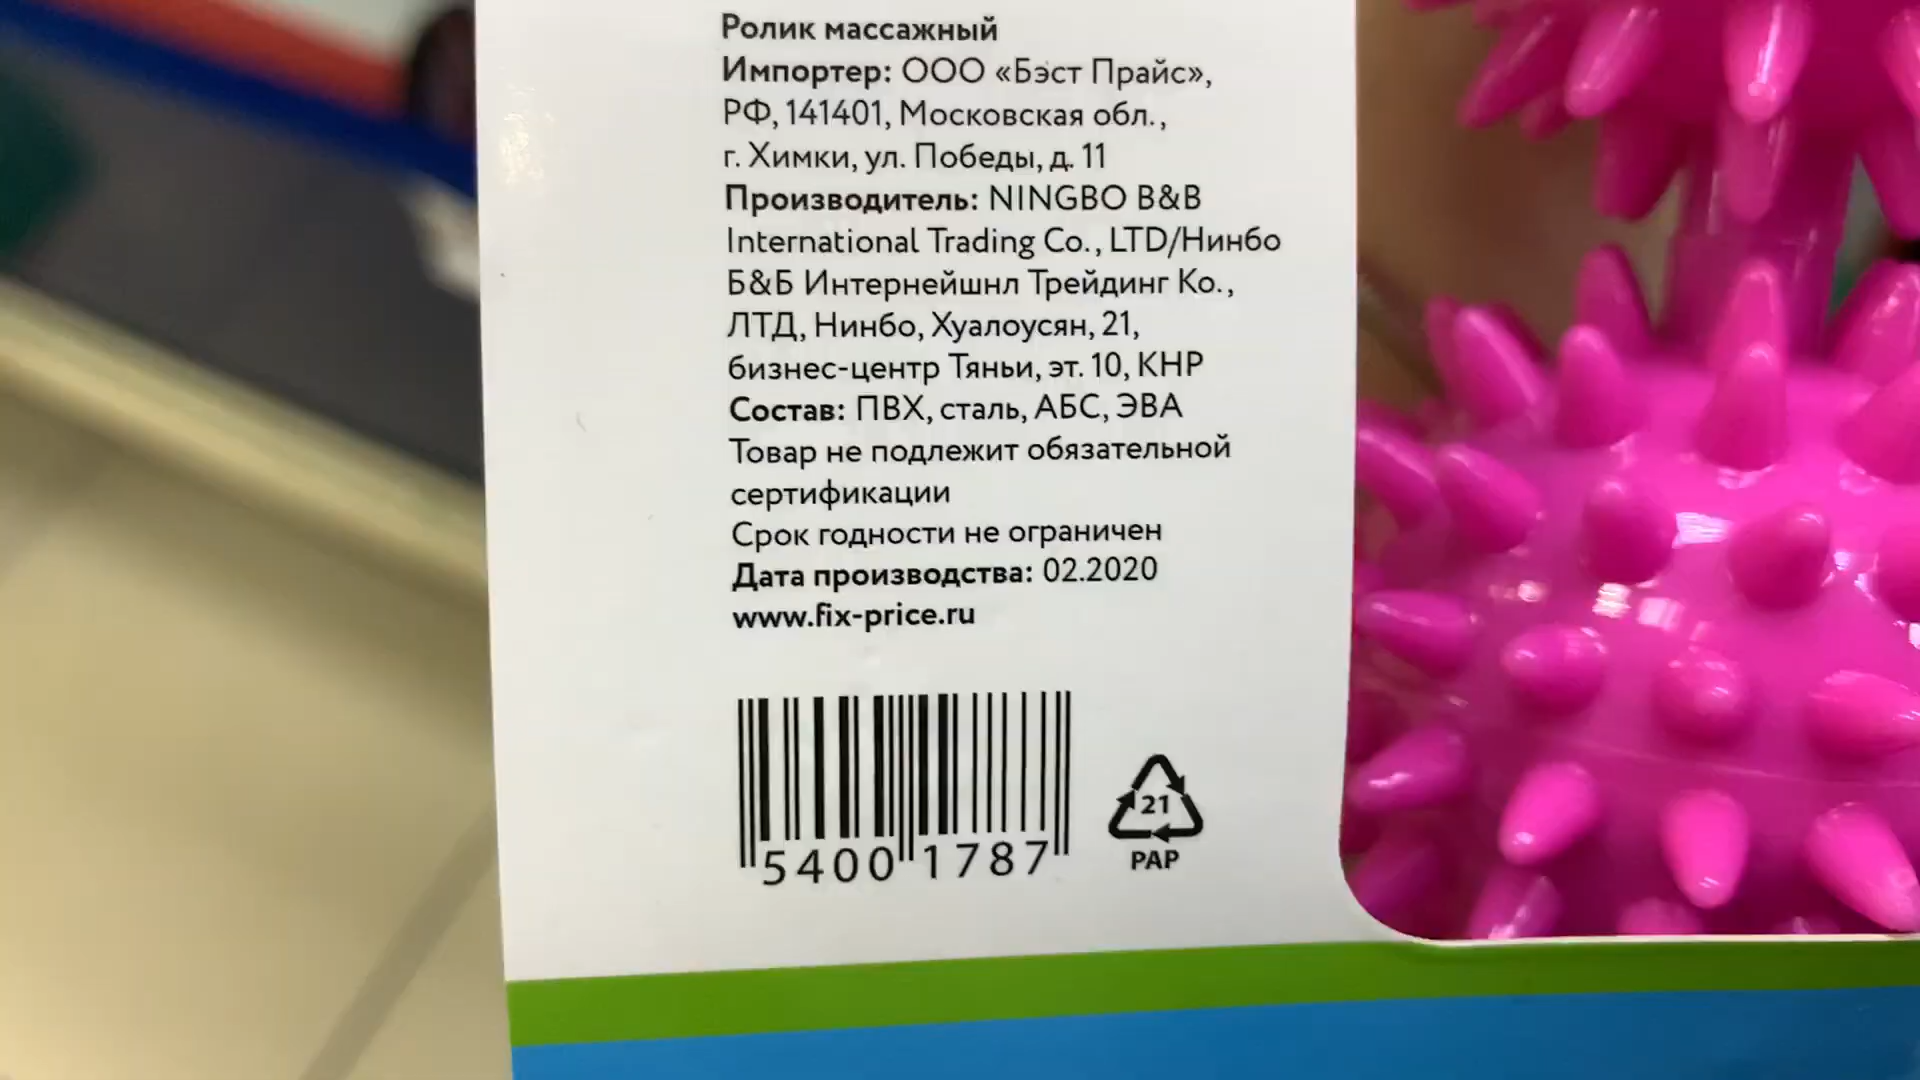 Ролик массажный
Импортер: ООО «Бэст Прайс»,
РФ, 141401, Московская обл.,
г. Химки, ул. Победы, д. 11
Производитель: NINGBO B&B
International Trading Co., LTD/Нинбо
Б&Б Интернейшнл Трейдинг Ко.,
ЛТД, Нинбо, Хуалоусян, 21,
бизнес-центр Тяньи, эт. 10, КНР
Состав: ПВХ, сталь, АБС, ЭВА
Товар не подлежит обязательной
сертификации
Срок годности не ограничен
Дата производства: 02.2020
www.fix-price.ru
5400 1787
21
PAP